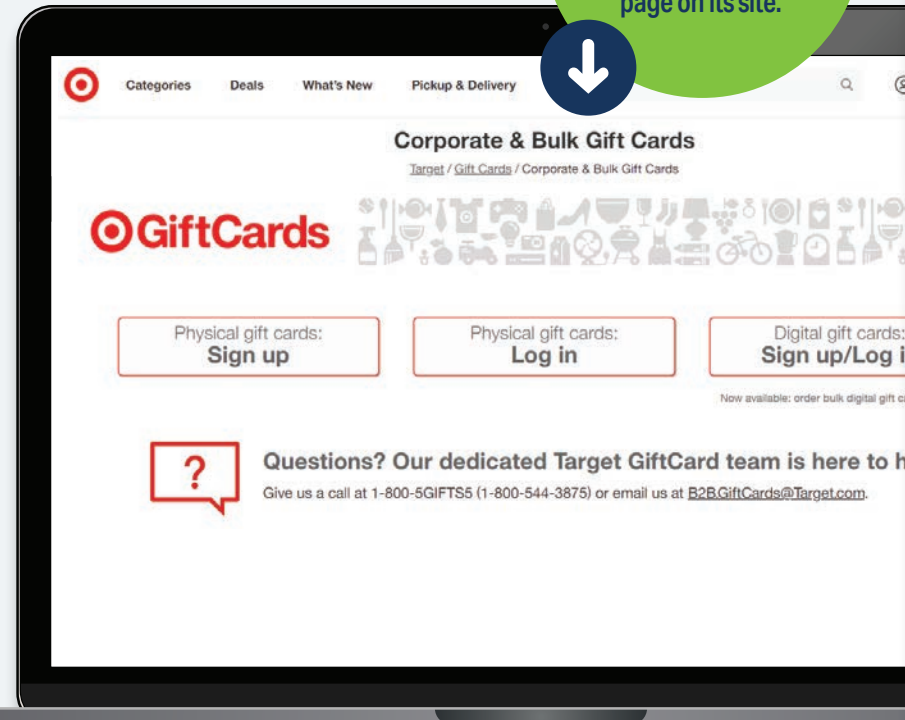 page on its site.
Categories Deals What's New Pickup & Delivery
Corporate & Bulk Gift Cards
Target / Gift Cards / Corporate & Bulk Gift Cards
GiftCards
Physical gift cards:
Sign up
Physical gift cards:
Log in
Digital gift cards:
Sign up/Log i
Now available: order bulk digital gift
Questions? Our dedicated Target GiftCard team is here to h
Give us a call at 1-800-5GIFTS5 (1-800-544-3875) or email us at B2B.GiftCards@Target.com.